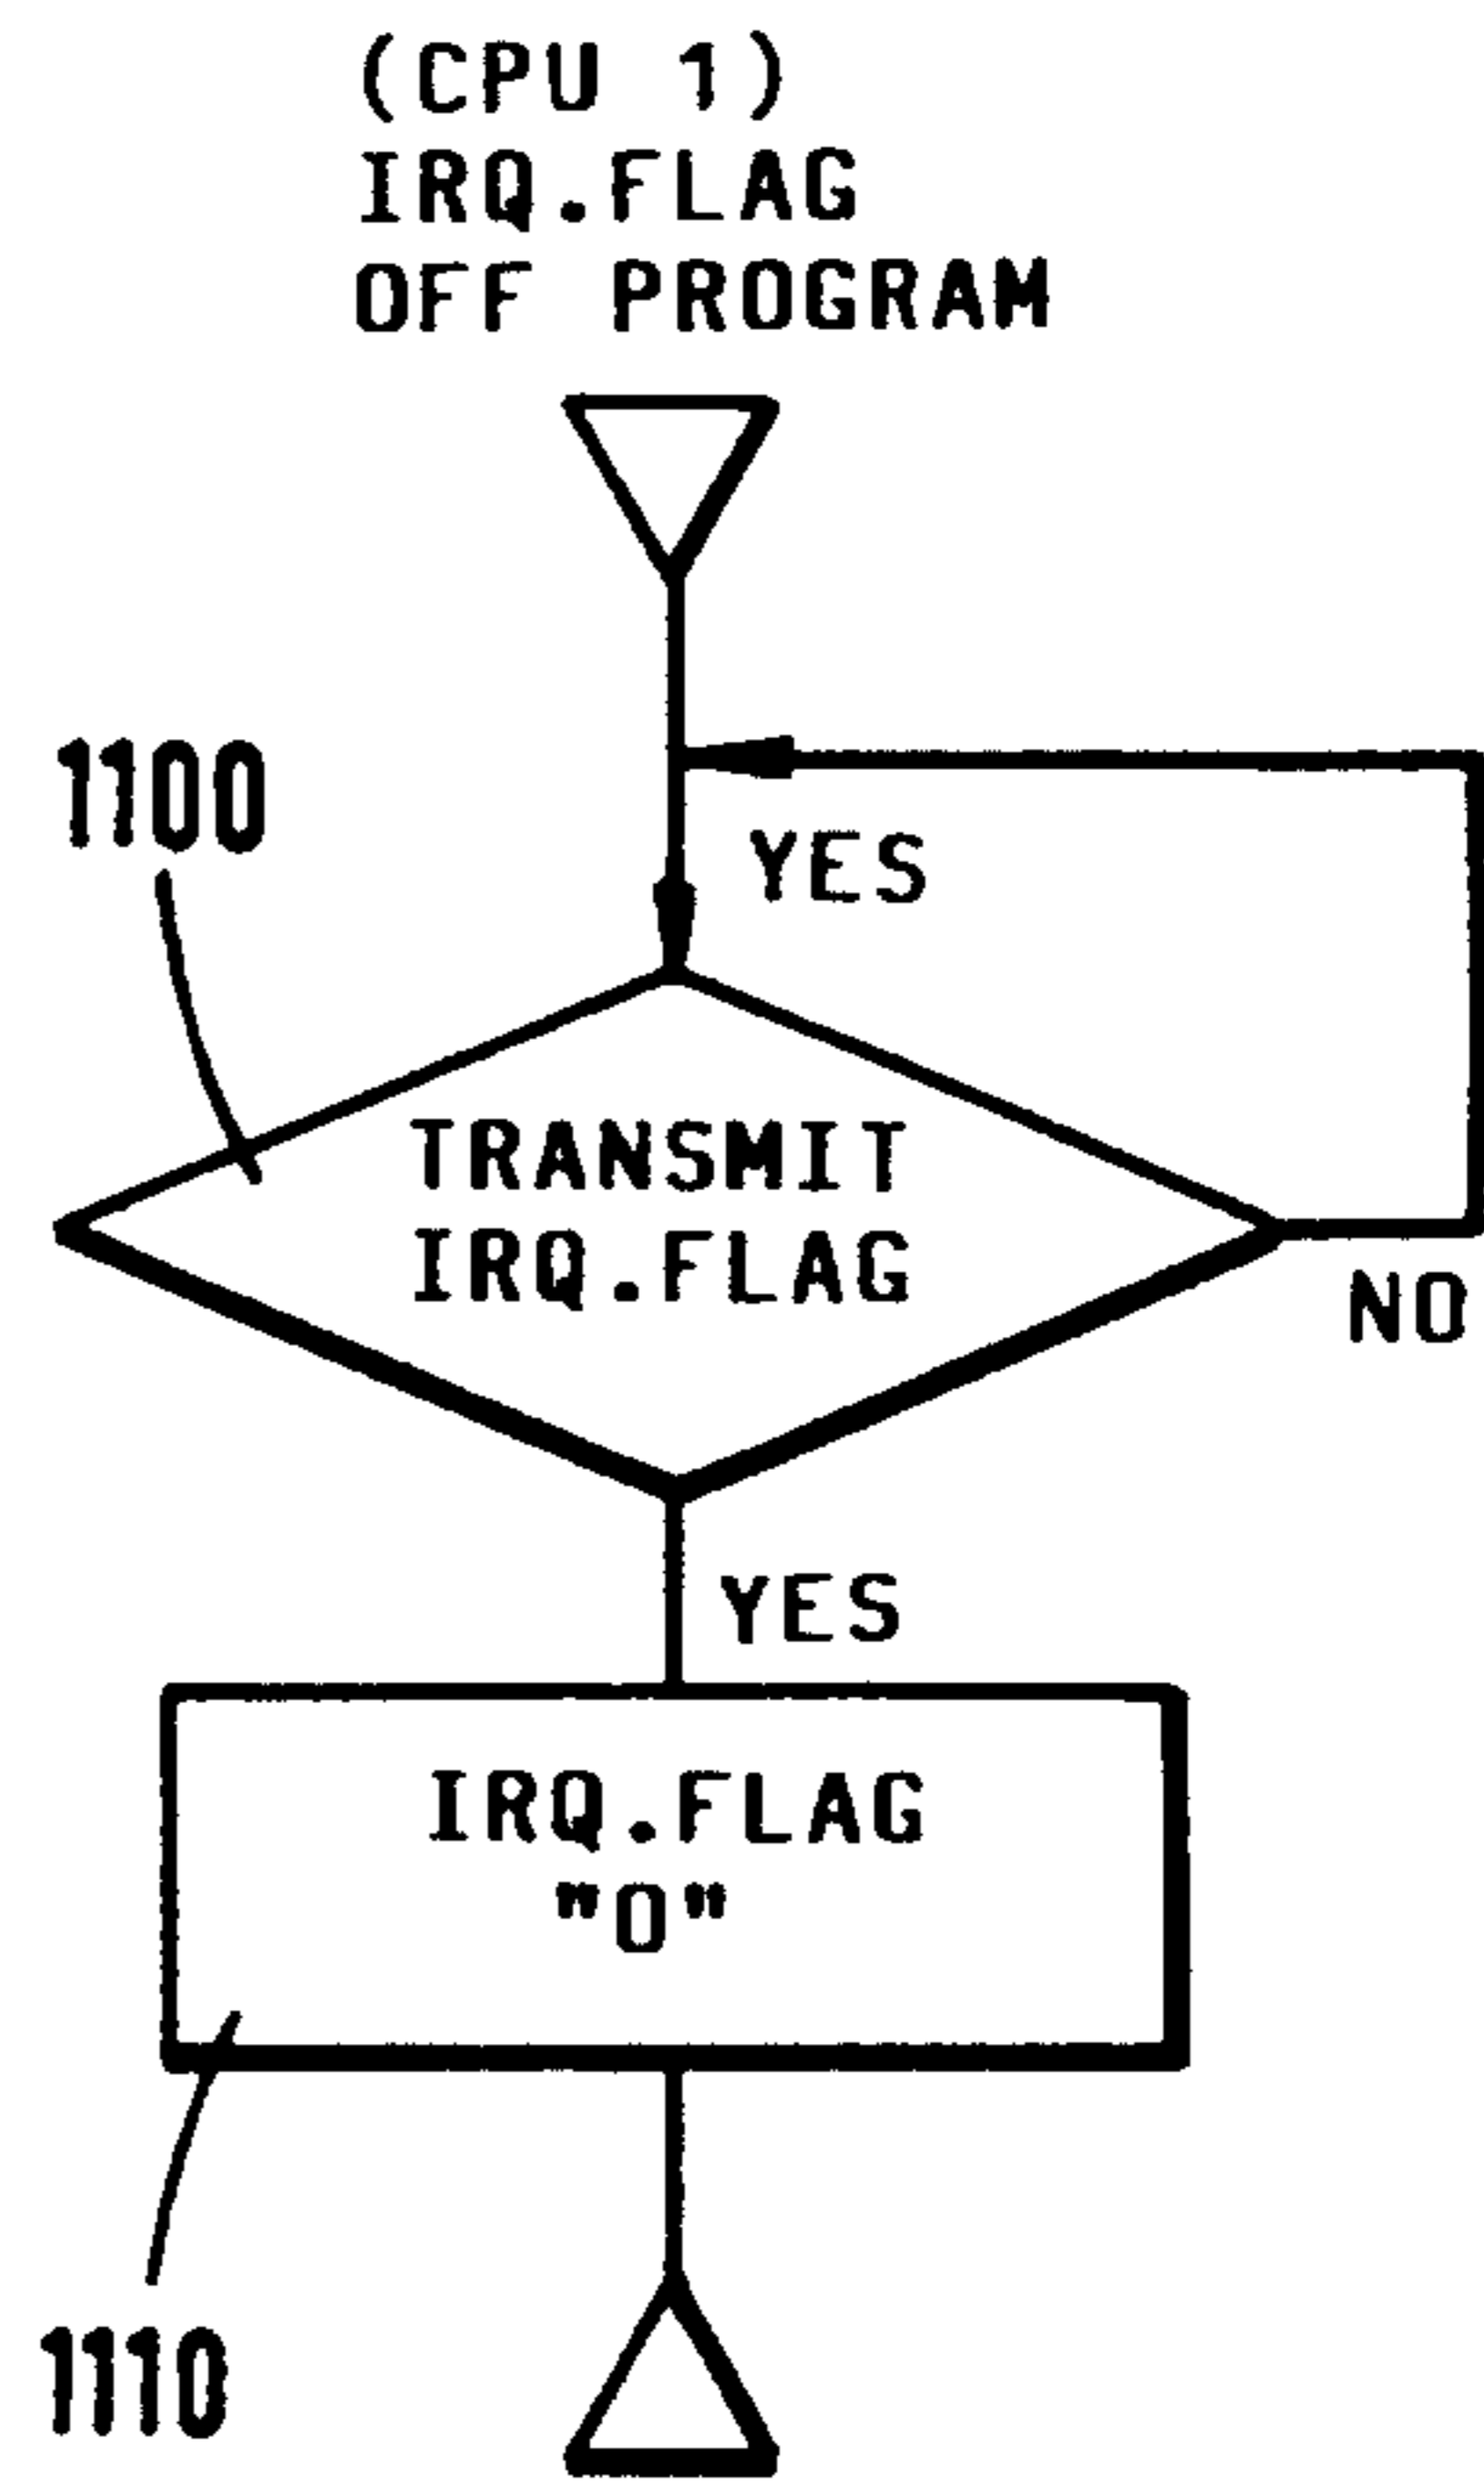 (CPU 1)
IRQ.FLAG
OFF PROGRAM
1100
YES
TRANSMIT
IRQ.FLAG
NO
YES
IRQ.FLAG
"0"
1110